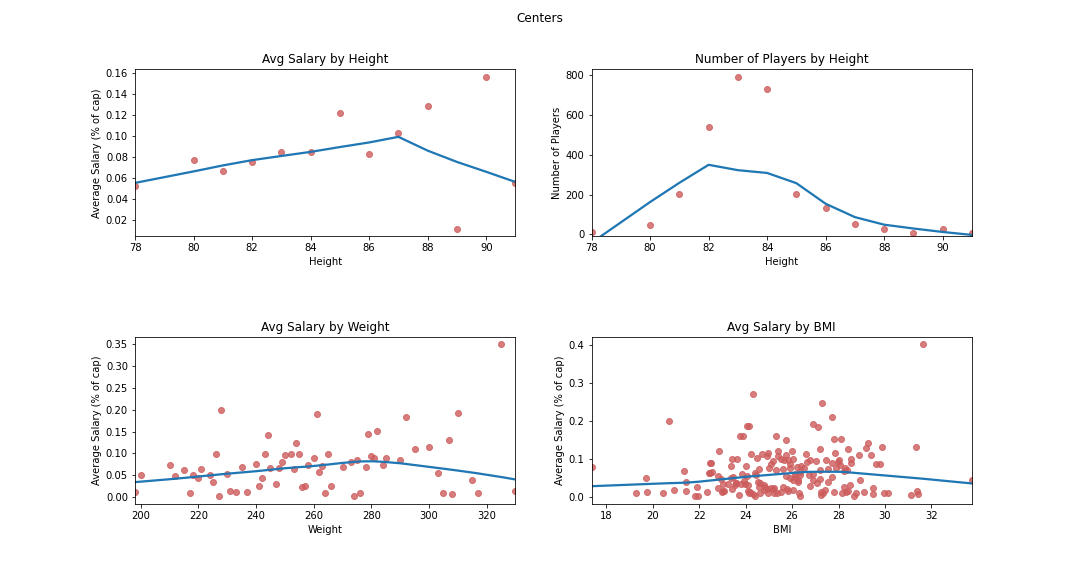 Centers
Avg Salary by Height
Average Salary (% of cap)
0.16
0.14
0.12
0.10
0.08
0.06
0.04
0.02
78 80 82 84 86 88 90
Height
Number of Players by Height
Number of Players
800
600
400
200
0
78 80 82 84 86 88 90
Height
Avg Salary by Weight
Average Salary (% of cap)
0.35
0.30
0.25
0.20
0.15
0.10
0.05
0.00
200 220 240 260 280 300 320
Weight
Avg Salary by BMI
Average Salary (% of cap)
0.4
0.3
0.2
0.1
0.0
18 20 22 24 26 28 30 32
BMI